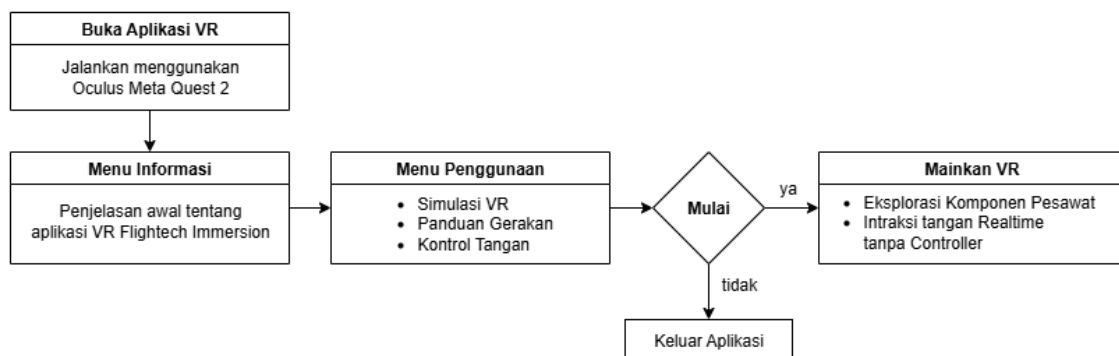 Buka Aplikasi VR
Jalankan menggunakan
Oculus Meta Quest 2
Menu Informasi
Penjelasan awal tentang
aplikasi VR Flightech Immersion
Menu Penggunaan
• Simulasi VR
• Panduan Gerakan
• Kontrol Tangan
Mulai
ya
tidak
Mainkan VR
• Eksplorasi Komponen Pesawat
• Intraksi tangan Realtime
tanpa Controller
Keluar Aplikasi